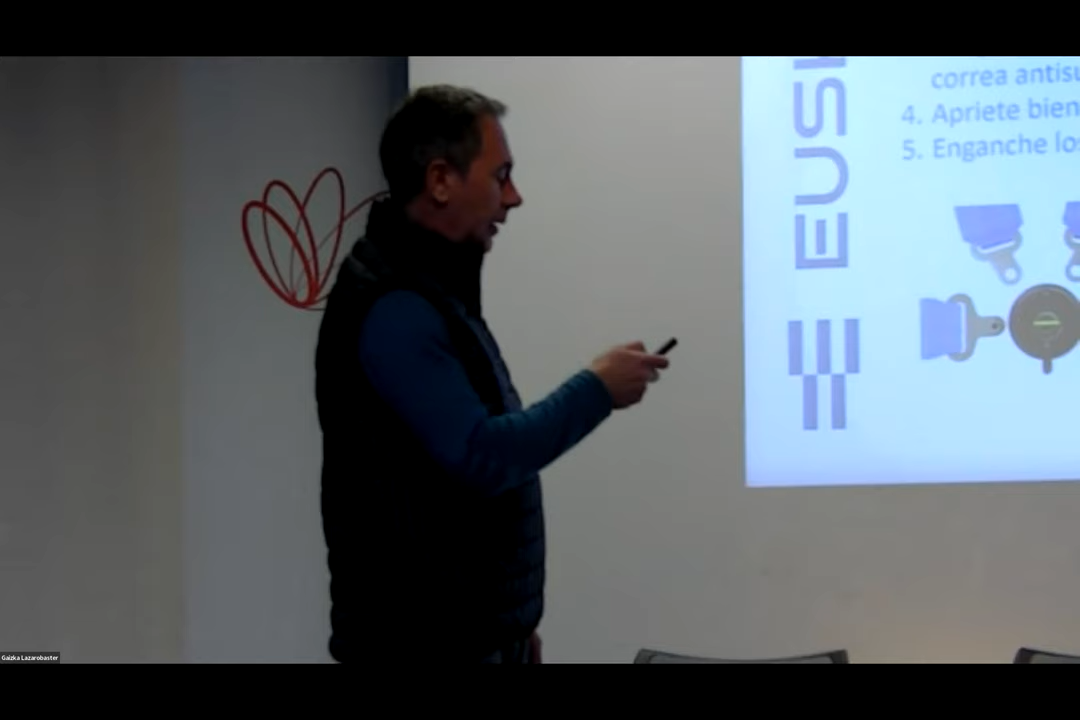 correa antisu
4. Apriete bien
5. Enganche los
EUSK
Gaizka Lazarobaster